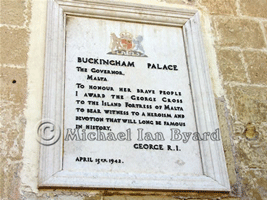 BUCKINGHAM PALACE
The Governor,
Malta
To honour her brave people
I award the George Cross
to the Island Fortress of Malta
to bear witness to a heroism and
devotion that will long be famous
in history.
George R.I.
April 15th. 1942.
© Michael Ian Byard